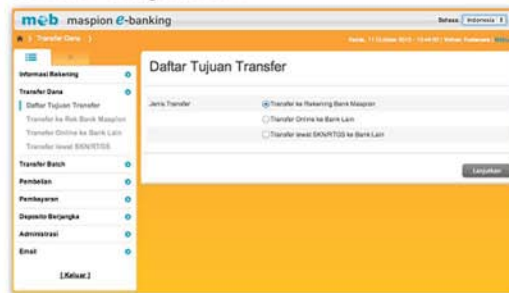 meb maspion e-banking
Bahasa: Indonesia
Transfer Dana
Informasi Rekening
Transfer Dana
Daftar Tujuan Transfer
Transfer ke Rek Bank Maspion
Transfer Online ke Bank Lain
Transfer lewat SKN/RTGS
Transfer Batch
Pembelian
Pembayaran
Deposito Berjangka
Administrasi
Email
[ Keluar ]
Daftar Tujuan Transfer
Jenis Transfer
Transfer ke Rekening Bank Maspion
Transfer Online ke Bank Lain
Transfer lewat SKN/RTGS ke Bank Lain
Lanjutkan